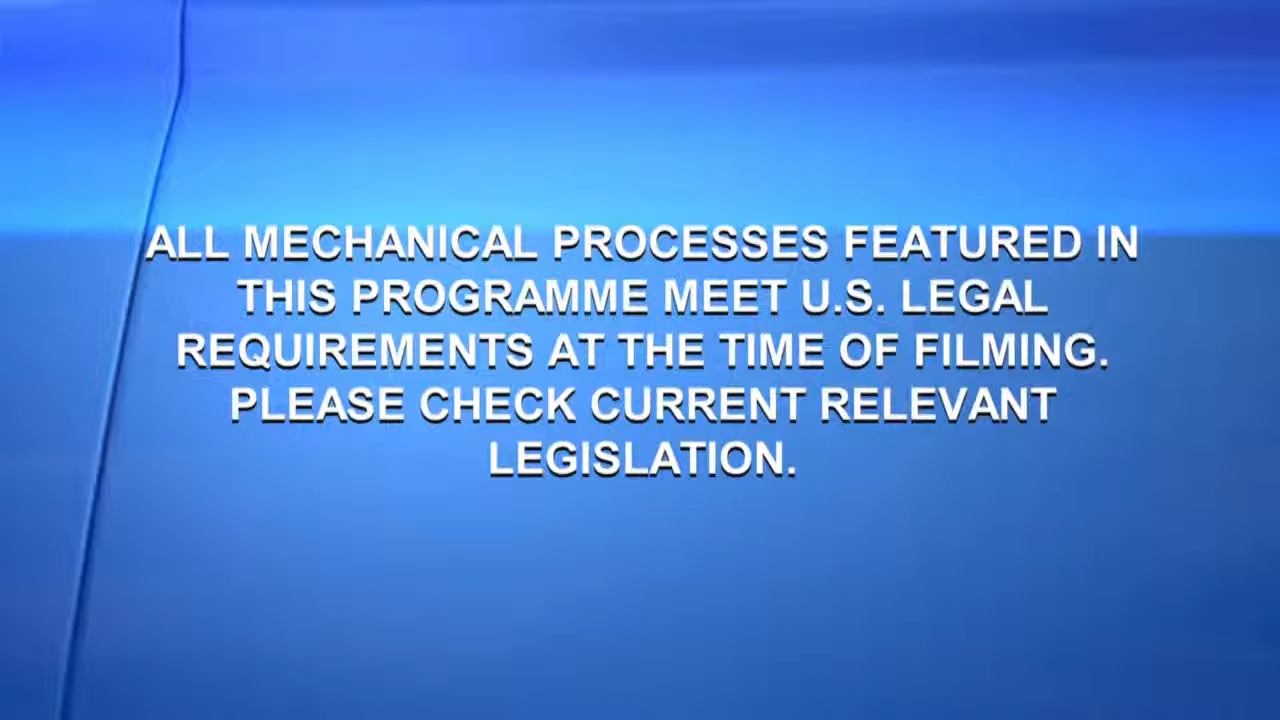 ALL MECHANICAL PROCESSES FEATURED IN
THIS PROGRAMME MEET U.S. LEGAL
REQUIREMENTS AT THE TIME OF FILMING.
PLEASE CHECK CURRENT RELEVANT
LEGISLATION.